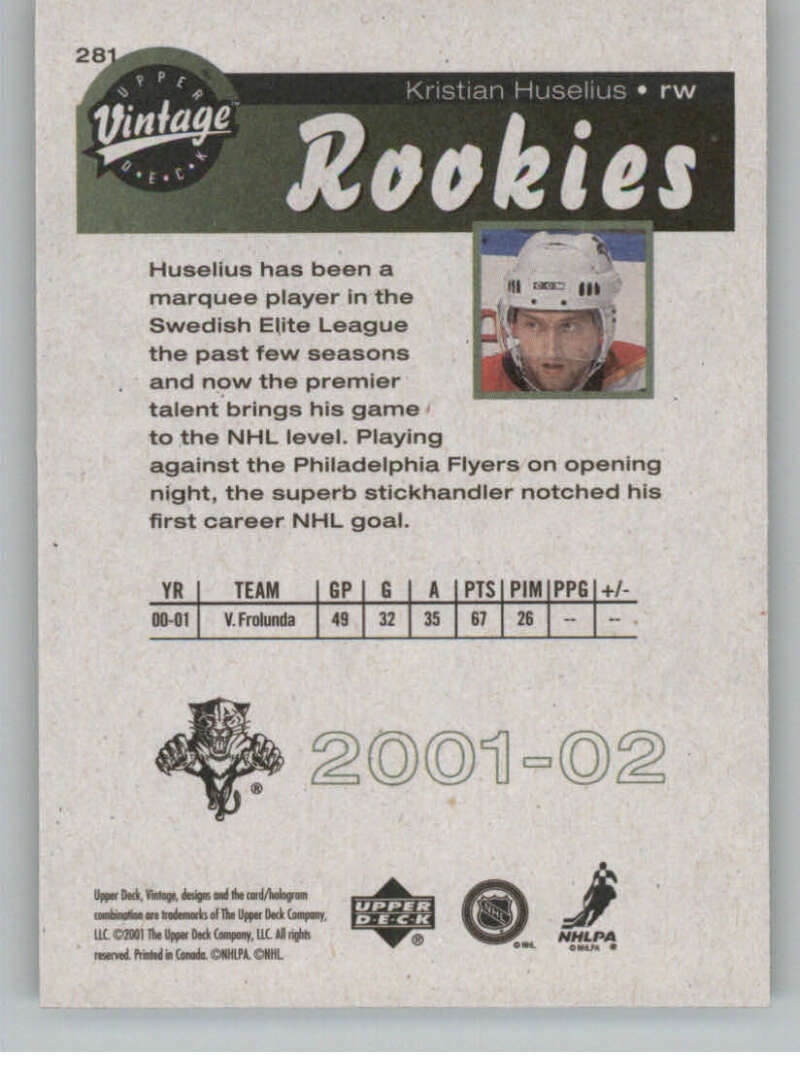 281
UPPER
Vintage™
D•E•C•K
Kristian Huselius • rw
Rookies
Huselius has been a
marquee player in the
Swedish Elite League
the past few seasons
and now the premier
talent brings his game
to the NHL level. Playing
against the Philadelphia Flyers on opening
night, the superb stickhandler notched his
first career NHL goal.
YR TEAM GP G A PTS PIM PPG +/-
00-01 V. Frolunda 49 32 35 67 26 -- --
®
2001-02
Upper Deck, Vintage, designs and the card/hologram
combination are trademarks of The Upper Deck Company,
LLC. ©2001 The Upper Deck Company, LLC. All rights
reserved. Printed in Canada. ©NHLPA. ©NHL.
UPPER
D•E•C•K
®
NHL
© NHL
NHLPA
© NHLPA ®